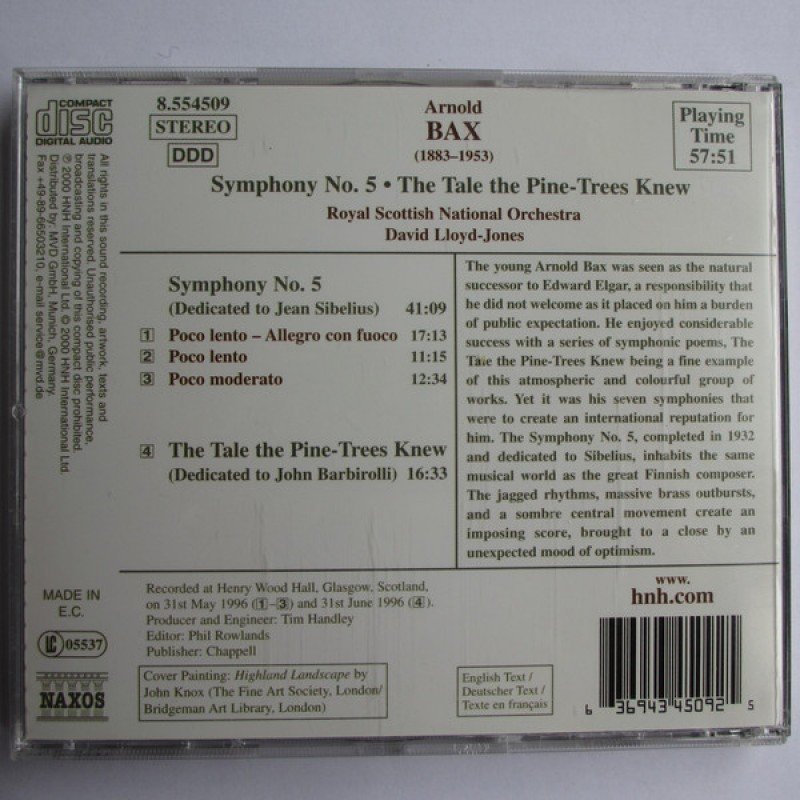 COMPACT
disc
DIGITAL AUDIO
8.554509
STEREO
DDD
Arnold
BAX
(1883–1953)
Playing
Time
57:51
Symphony No. 5 • The Tale the Pine-Trees Knew
Royal Scottish National Orchestra
David Lloyd-Jones
All rights in this sound recording, artwork, texts and
translations reserved. Unauthorised public performance,
broadcasting and copying of this compact disc prohibited.
℗ 2000 HNH International Ltd. © 2000 HNH International Ltd.
Distributed by: MVD GmbH, Munich, Germany.
Fax +49-89-66503210, e-mail service@mvd.de
Symphony No. 5
(Dedicated to Jean Sibelius) 41:09
1 Poco lento – Allegro con fuoco 17:13
2 Poco lento 11:15
3 Poco moderato 12:34
4 The Tale the Pine-Trees Knew
(Dedicated to John Barbirolli) 16:33
The young Arnold Bax was seen as the natural
successor to Edward Elgar, a responsibility that
he did not welcome as it placed on him a burden
of public expectation. He enjoyed considerable
success with a series of symphonic poems, The
Tale the Pine-Trees Knew being a fine example
of this atmospheric and colourful group of
works. Yet it was his seven symphonies that
were to create an international reputation for
him. The Symphony No. 5, completed in 1932
and dedicated to Sibelius, inhabits the same
musical world as the great Finnish composer.
The jagged rhythms, massive brass outbursts,
and a sombre central movement create an
imposing score, brought to a close by an
unexpected mood of optimism.
MADE IN
E.C.
LC 05537
NAXOS
Recorded at Henry Wood Hall, Glasgow, Scotland,
on 31st May 1996 (1–3) and 31st June 1996 (4).
Producer and Engineer: Tim Handley
Editor: Phil Rowlands
Publisher: Chappell
Cover Painting: Highland Landscape by
John Knox (The Fine Art Society, London/
Bridgeman Art Library, London)
English Text /
Deutscher Text /
Texte en français
www.
hnh.com
6 36943 45092 5